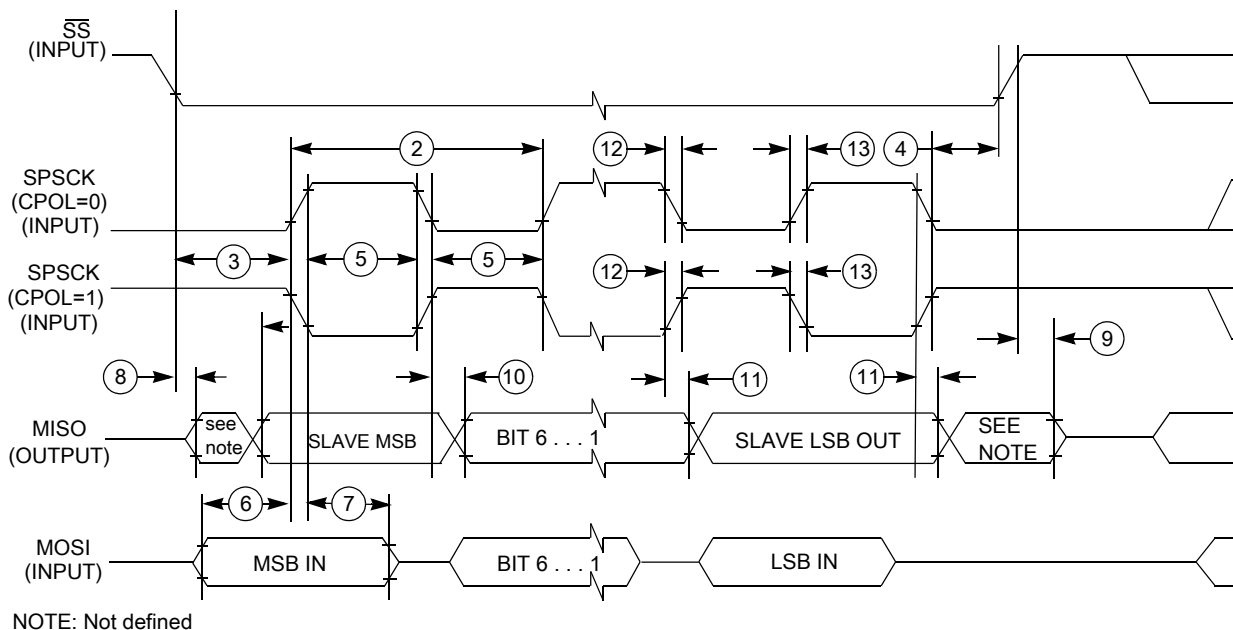 SS
(INPUT)
2
12
13
4
SPSCK
(CPOL=0)
(INPUT)
3
5
5
SPSCK
(CPOL=1)
(INPUT)
12
13
8
10
11
11
9
MISO
(OUTPUT)
see
note
SLAVE MSB
BIT 6 . . . 1
SLAVE LSB OUT
SEE
NOTE
6
7
MOSI
(INPUT)
MSB IN
BIT 6 . . . 1
LSB IN
NOTE: Not defined